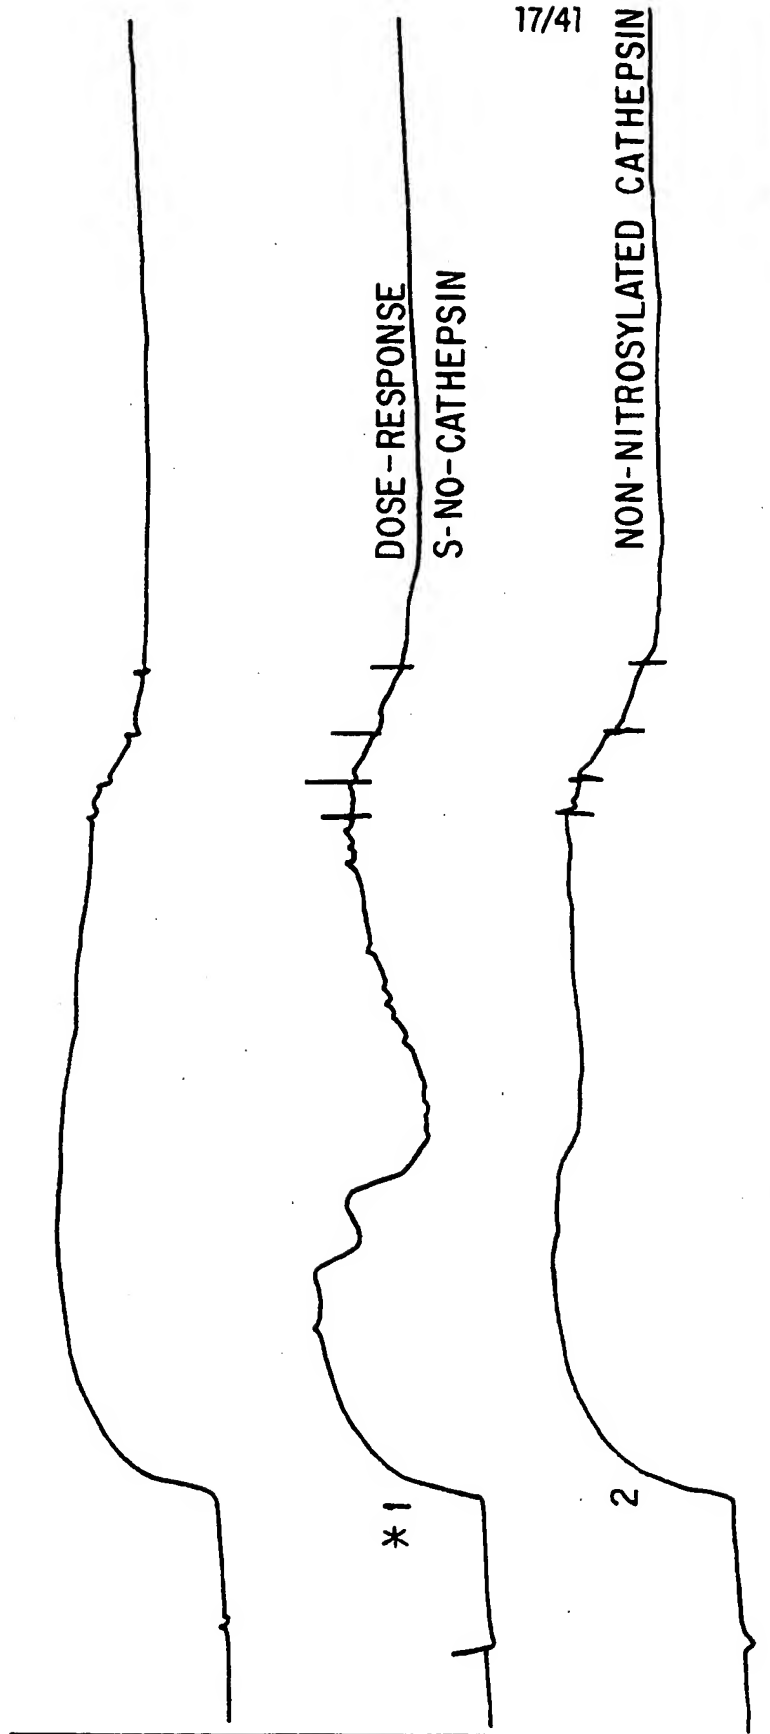 17/41
DOSE-RESPONSE
S-NO-CATHEPSIN
NON-NITROSYLATED CATHEPSIN
*1
2